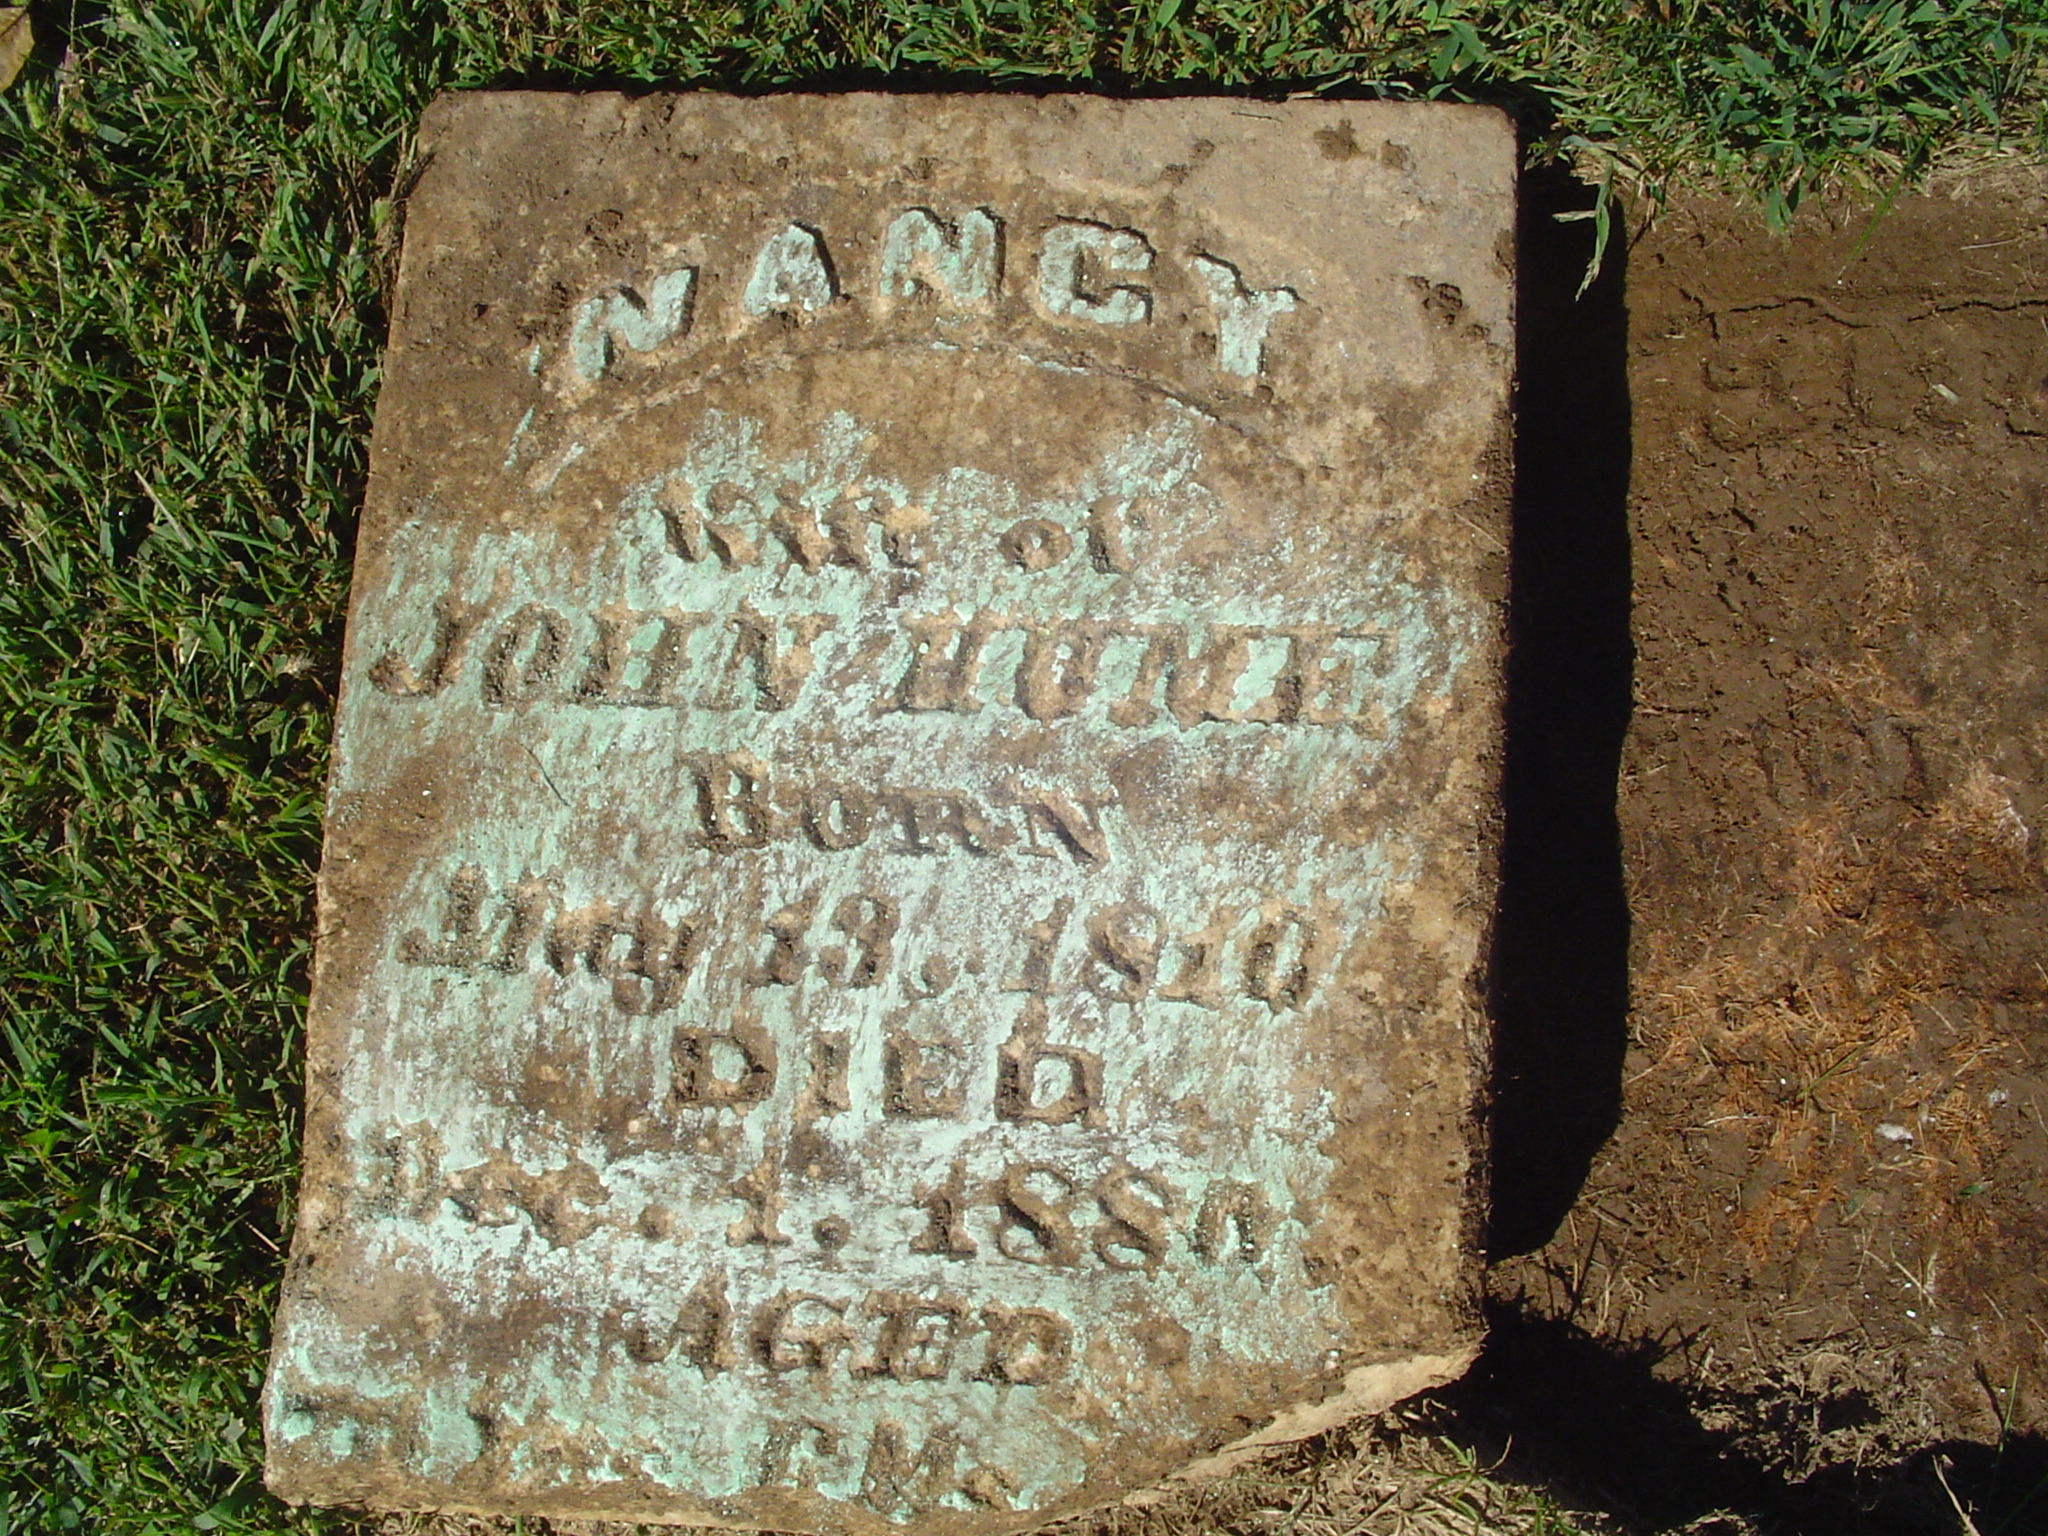 NANCY
Wife of
JOHN HUME
BORN
May 13, 1810
DIED
Dec. 1. 1880
AGED